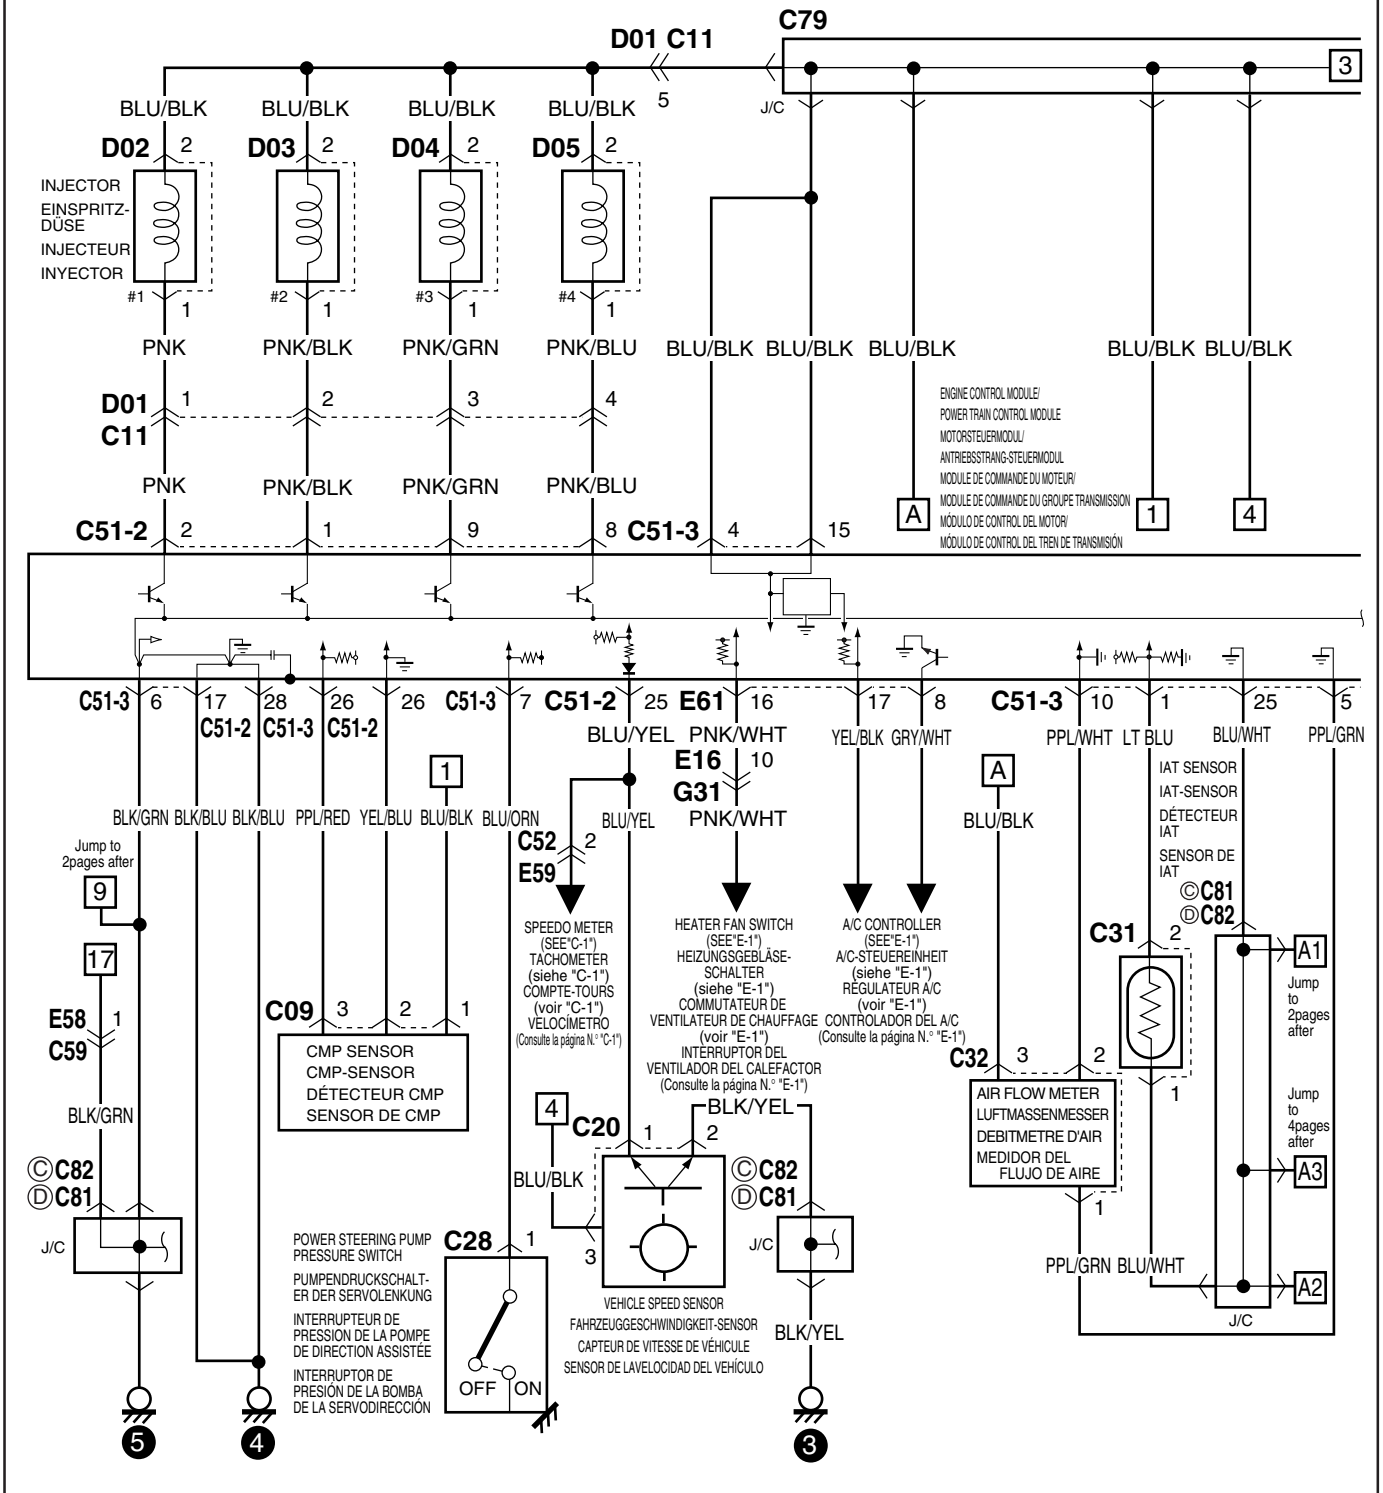 C79
D01 C11
3
5
J/C
BLU/BLK BLU/BLK BLU/BLK BLU/BLK
D02 2 D03 2 D04 2 D05 2
INJECTOR
EINSPRITZ-
DÜSE
INJECTEUR
INYECTOR
#1 1 #2 1 #3 1 #4 1
PNK PNK/BLK PNK/GRN PNK/BLU BLU/BLK BLU/BLK BLU/BLK BLU/BLK BLU/BLK
D01 1 2 3 4
C11
ENGINE CONTROL MODULE/
POWER TRAIN CONTROL MODULE
MOTORSTEUERMODUL/
ANTRIEBSSTRANG-STEUERMODUL
MODULE DE COMMANDE DU MOTEUR/
MODULE DE COMMANDE DU GROUPE TRANSMISSION
MÓDULO DE CONTROL DEL MOTOR/
MÓDULO DE CONTROL DEL TREN DE TRANSMISIÓN
PNK PNK/BLK PNK/GRN PNK/BLU
A 1 4
C51-2 2 1 9 8 C51-3 4 15
C51-3 6 17 28 26 26 C51-3 7 C51-2 25 E61 16 17 8 C51-3 10 1 25 5
C51-2 C51-3 C51-2
BLU/YEL PNK/WHT YEL/BLK GRY/WHT PPL/WHT LT BLU BLU/WHT PPL/GRN
E16 10
G31
1 A
BLK/GRN BLK/BLU BLK/BLU PPL/RED YEL/BLU BLU/BLK BLU/ORN BLU/YEL PNK/WHT BLU/BLK
IAT SENSOR
IAT-SENSOR
DÉTECTEUR
IAT
SENSOR DE
IAT
C52 2
E59
Jump to
2pages after
9
17
E58 1
C59
BLK/GRN
Ⓒ C82
Ⓓ C81
J/C
5
4
C09 3 2 1
CMP SENSOR
CMP-SENSOR
DÉTECTEUR CMP
SENSOR DE CMP
SPEEDO METER
(SEE"C-1")
TACHOMETER
(siehe "C-1")
COMPTE-TOURS
(voir "C-1")
VELOCÍMETRO
(Consulte la página N.° "C-1")
HEATER FAN SWITCH
(SEE"E-1")
HEIZUNGSGEBLÄSE-
SCHALTER
(siehe "E-1")
COMMUTATEUR DE
VENTILATEUR DE CHAUFFAGE
(voir "E-1")
INTERRUPTOR DEL
VENTILADOR DEL CALEFACTOR
(Consulte la página N.° "E-1")
A/C CONTROLLER
(SEE"E-1")
A/C-STEUEREINHEIT
(siehe "E-1")
RÉGULATEUR A/C
(voir "E-1")
CONTROLADOR DEL A/C
(Consulte la página N.° "E-1")
POWER STEERING PUMP
PRESSURE SWITCH
PUMPENDRUCKSCHALT-
ER DER SERVOLENKUNG
INTERRUPTEUR DE
PRESSION DE LA POMPE
DE DIRECTION ASSISTÉE
INTERRUPTOR DE
PRESIÓN DE LA BOMBA
DE LA SERVODIRECCIÓN
C28 1
OFF ON
4
BLU/BLK
C20 1 2
3
BLK/YEL
VEHICLE SPEED SENSOR
FAHRZEUGGESCHWINDIGKEIT-SENSOR
CAPTEUR DE VITESSE DE VÉHICULE
SENSOR DE LAVELOCIDAD DEL VEHÍCULO
Ⓒ C82
Ⓓ C81
J/C
BLK/YEL
3
C32 3 2
AIR FLOW METER
LUFTMASSENMESSER
DEBITMETRE D'AIR
MEDIDOR DEL
FLUJO DE AIRE
1
C31 2
1
PPL/GRN BLU/WHT
Ⓒ C81
Ⓓ C82
A1
Jump
to
2pages
after
Jump
to
4pages
after
A3
A2
J/C